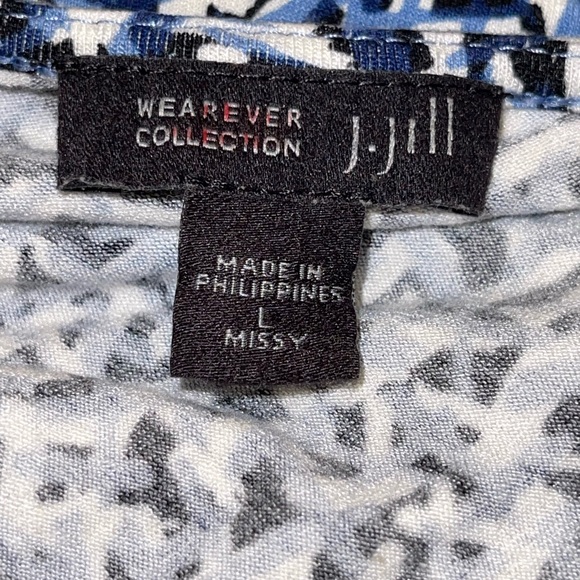 WEAREVER
COLLECTION
J.Jill
MADE IN
PHILIPPINES
L
MISSY